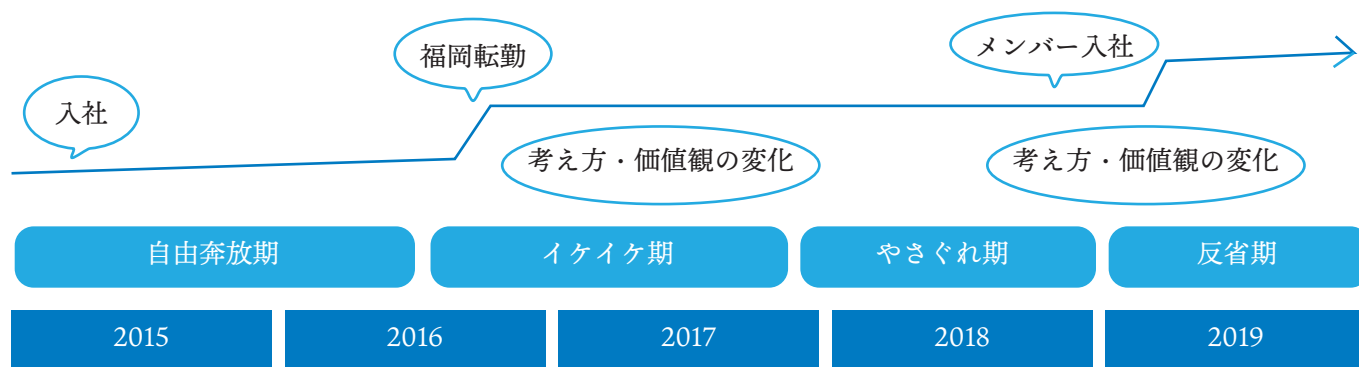 入社
福岡転勤
メンバー入社
考え方・価値観の変化
考え方・価値観の変化
自由奔放期
イケイケ期
やさぐれ期
反省期
2015
2016
2017
2018
2019